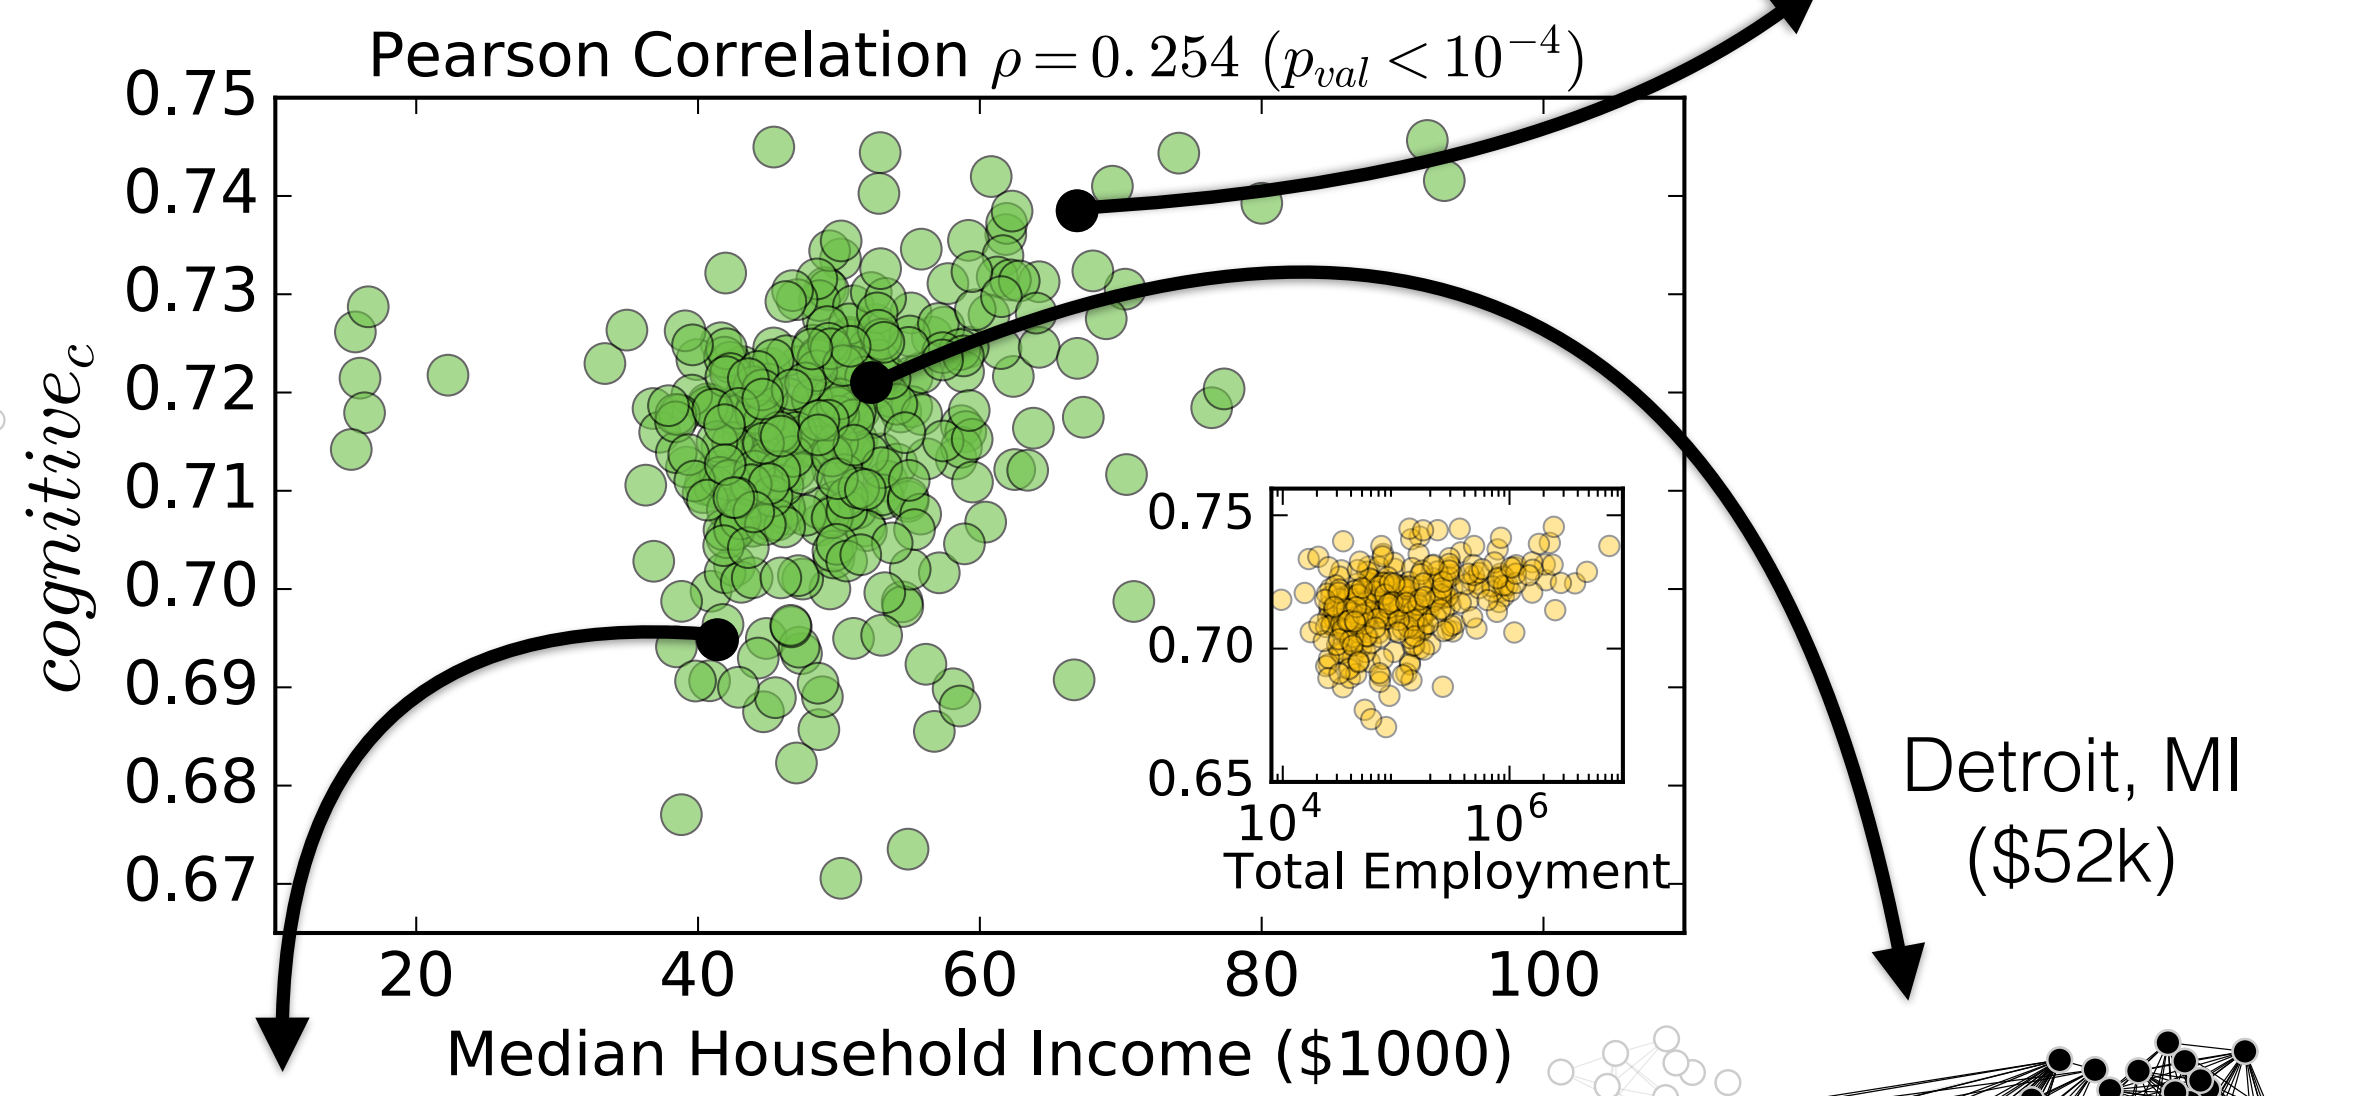 Pearson Correlation ρ = 0.254 (p_val < 10^−4)
0.75
0.74
0.73
0.72
0.71
0.70
0.69
0.68
0.67
cognitive_c
20 40 60 80 100
Median Household Income ($1000)
0.75
0.70
0.65
10^4 10^6
Total Employment
Detroit, MI
($52k)